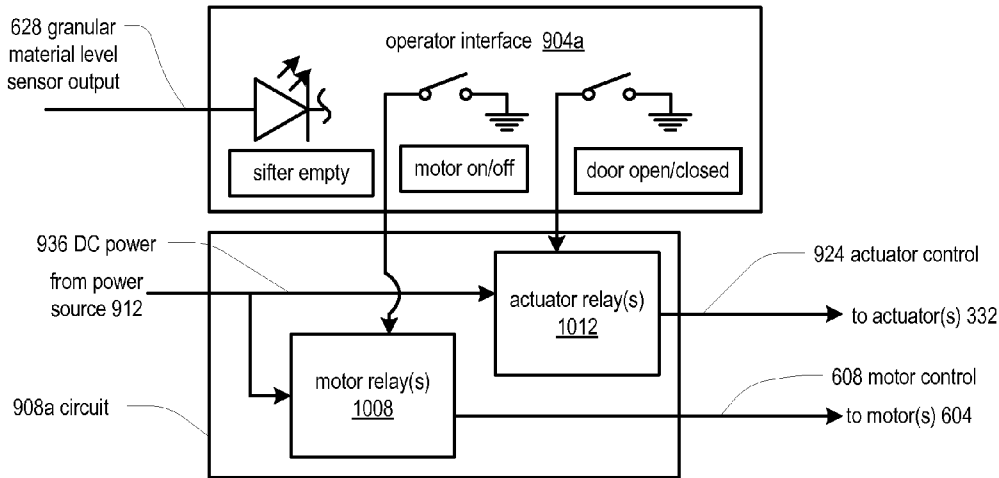 628 granular
material level
sensor output
operator interface 904a
sifter empty
motor on/off
door open/closed
936 DC power
from power
source 912
actuator relay(s)
1012
924 actuator control
to actuator(s) 332
motor relay(s)
1008
608 motor control
to motor(s) 604
908a circuit